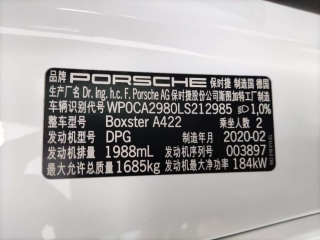 品牌 PORSCHE 保时捷 制造国 德国
生产厂名 Dr. Ing. h.c. F. Porsche AG 保时捷股份公司斯图加特工厂制造
车辆识别代号 WP0CA2980LS212985 1,0%
整车型号 Boxster A422 乘坐人数 2
发动机型号 DPG 制造年月 2020-02
发动机排量 1988mL 发动机序列号 003897
最大允许总质量 1685kg 发动机最大净功率 184kW